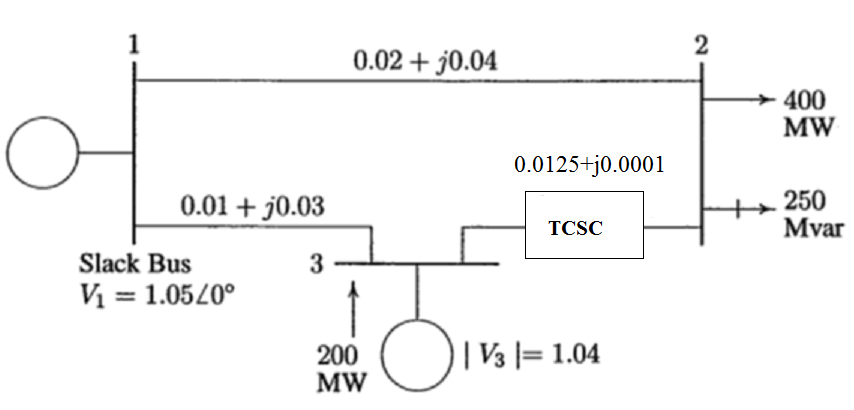 1
2
0.02 + j0.04
400
MW
0.0125+j0.0001
0.01 + j0.03
TCSC
250
Mvar
Slack Bus
V₁ = 1.05∠0°
3
200
MW
| V₃ |= 1.04